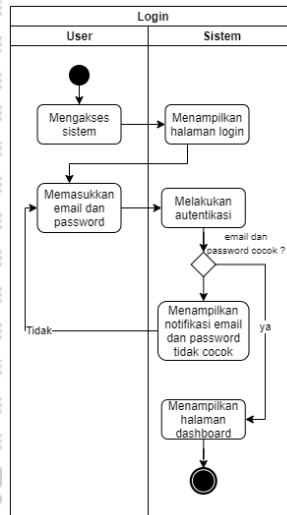 Login
User
Sistem
Mengakses
sistem
Menampilkan
halaman login
Memasukkan
email dan
password
Melakukan
autentikasi
email dan
password cocok ?
Menampilkan
notifikasi email
dan password
tidak cocok
Tidak
ya
Menampilkan
halaman
dashboard